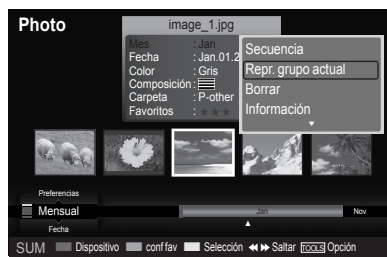 Photo
image_1.jpg
Mes : Jan
Fecha : Jan.01.2
Color : Gris
Composición :
Carpeta : P-other
Favoritos : ★ ★ ★
Secuencia
Repr. grupo actual
Borrar
Información
Preferencias
Mensual
Jan
Nov
Fecha
SUM Dispositivo conf fav Selección Saltar TOOLS Opción